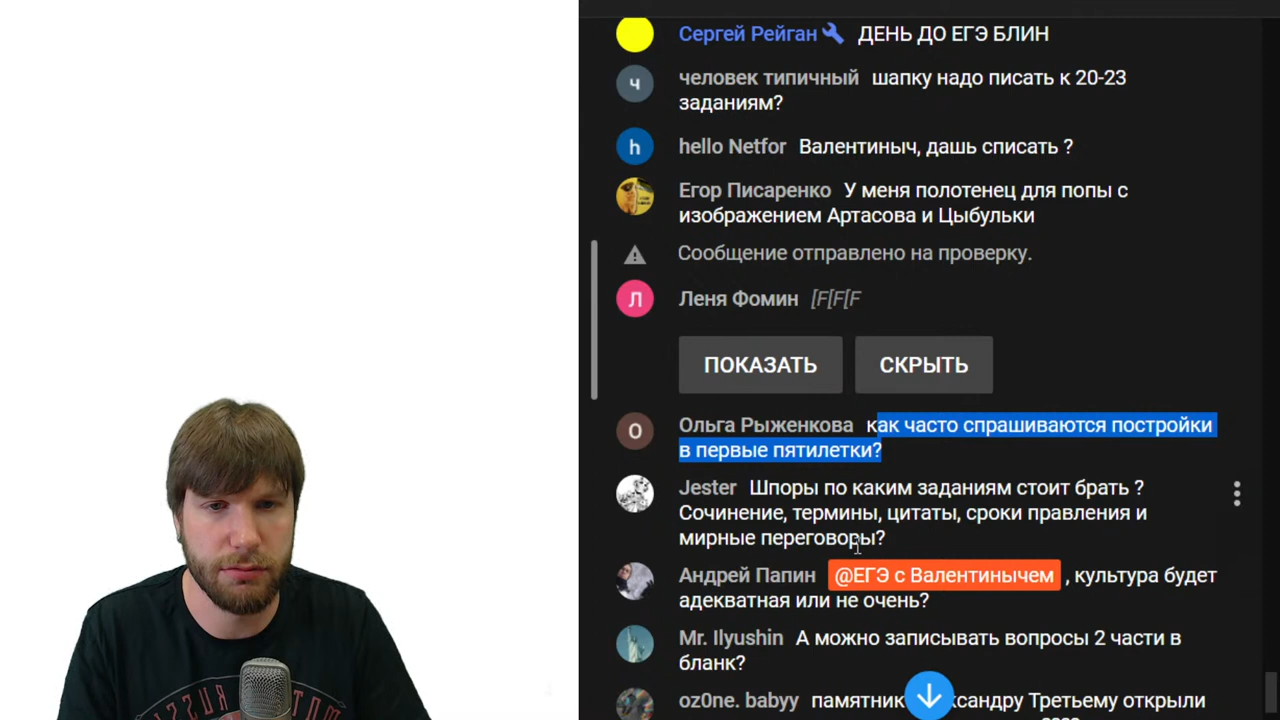 Сергей Рейган ДЕНЬ ДО ЕГЭ БЛИН
ч человек типичный шапку надо писать к 20-23
заданиям?
h hello Netfor Валентиныч, дашь списать ?
Егор Писаренко У меня полотенец для попы с
изображением Артасова и Цыбульки
Сообщение отправлено на проверку.
Л Леня Фомин [F[F[F
ПОКАЗАТЬ СКРЫТЬ
О Ольга Рыженкова как часто спрашиваются постройки
в первые пятилетки?
Jester Шпоры по каким заданиям стоит брать ?
Сочинение, термины, цитаты, сроки правления и
мирные переговоры?
Андрей Папин @ЕГЭ с Валентинычем , культура будет
адекватная или не очень?
Mr. Ilyushin А можно записывать вопросы 2 части в
бланк?
oz0ne. babyy памятник Третьему открыли